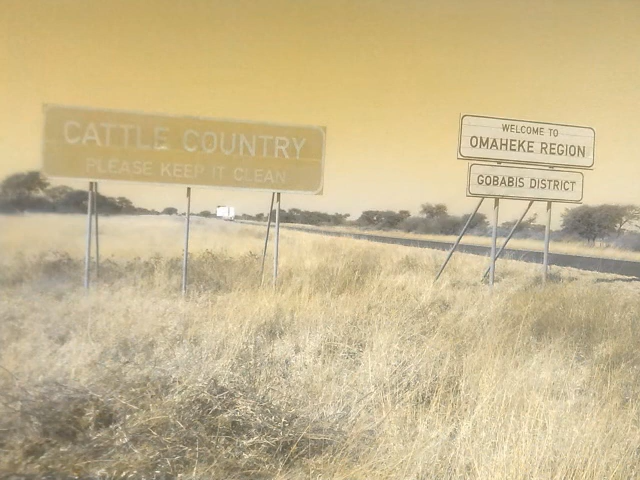 CATTLE COUNTRY
PLEASE KEEP IT CLEAN
WELCOME TO
OMAHEKE REGION
GOBABIS DISTRICT